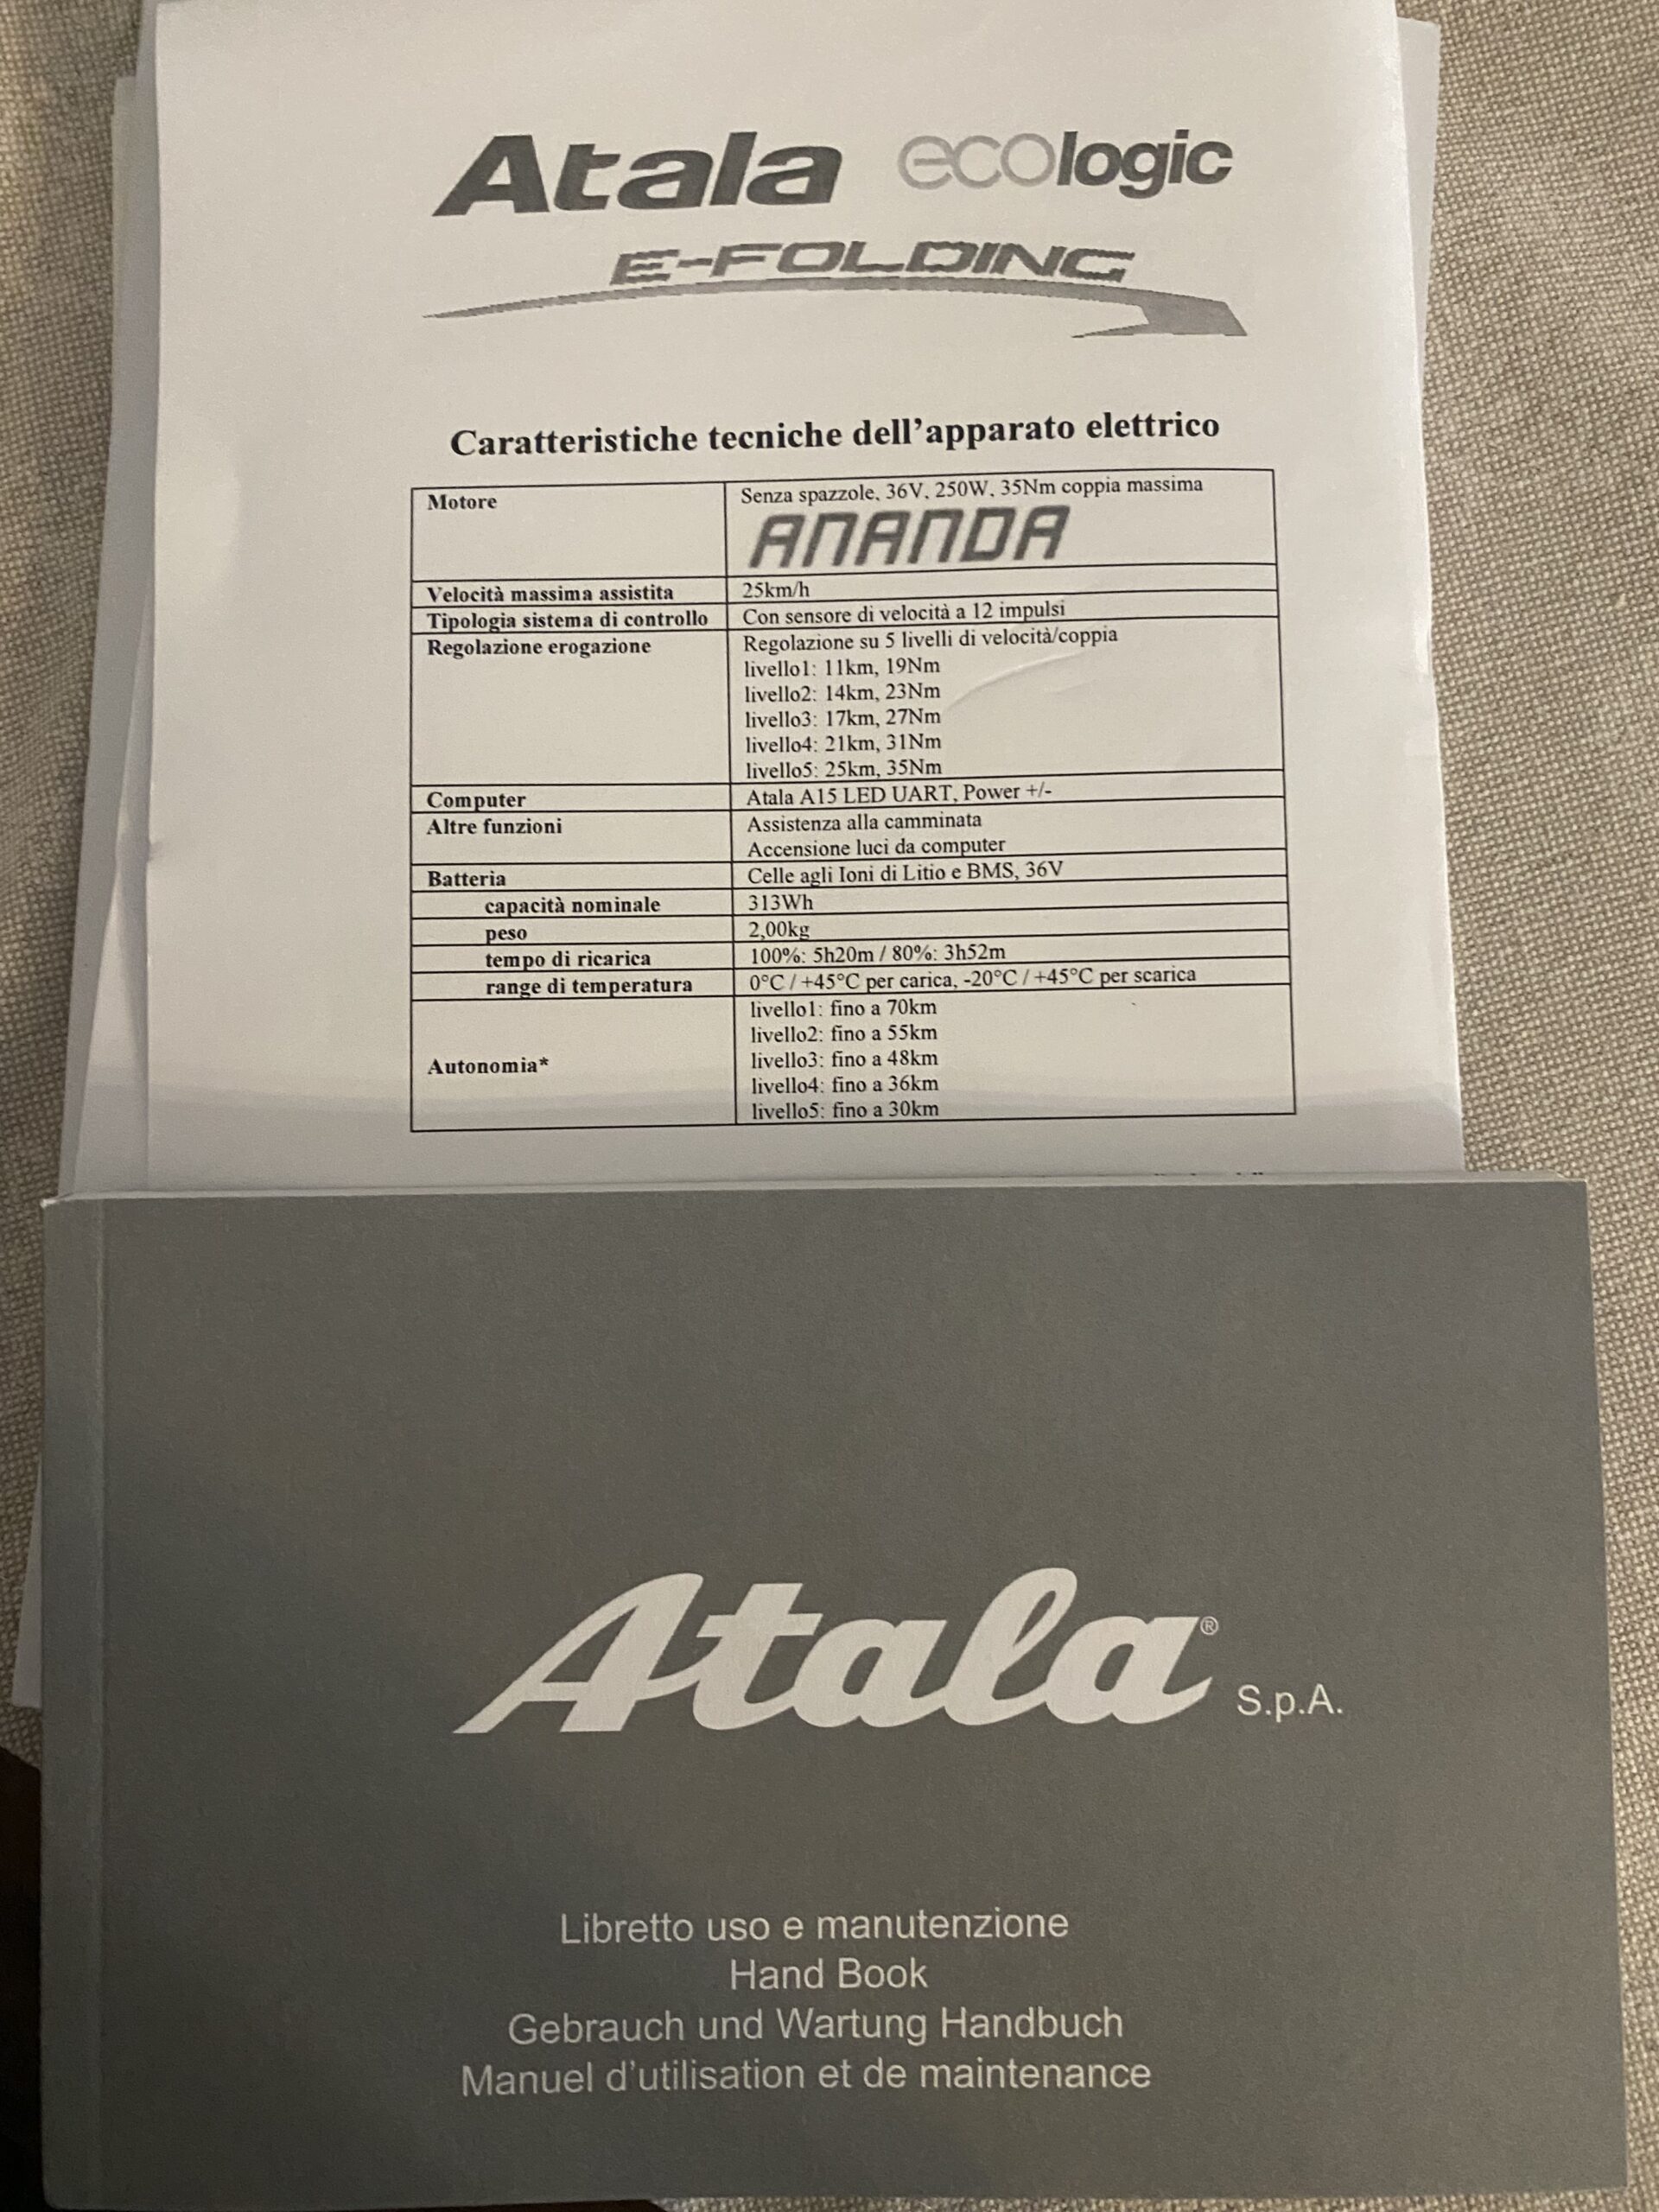 Atala ecologic
E-FOLDING
Caratteristiche tecniche dell'apparato elettrico
Motore Senza spazzole, 36V, 250W, 35Nm coppia massima
ANANDA
Velocità massima assistita 25km/h
Tipologia sistema di controllo Con sensore di velocità a 12 impulsi
Regolazione erogazione Regolazione su 5 livelli di velocità/coppia
livello1: 11km, 19Nm
livello2: 14km, 23Nm
livello3: 17km, 27Nm
livello4: 21km, 31Nm
livello5: 25km, 35Nm
Computer Atala A15 LED UART, Power +/-
Altre funzioni Assistenza alla camminata
Accensione luci da computer
Batteria Celle agli Ioni di Litio e BMS, 36V
capacità nominale 313Wh
peso 2,00kg
tempo di ricarica 100%: 5h20m / 80%: 3h52m
range di temperatura 0°C / +45°C per carica, -20°C / +45°C per scarica
Autonomia* livello1: fino a 70km
livello2: fino a 55km
livello3: fino a 48km
livello4: fino a 36km
livello5: fino a 30km
Atala® S.p.A.
Libretto uso e manutenzione
Hand Book
Gebrauch und Wartung Handbuch
Manuel d'utilisation et de maintenance